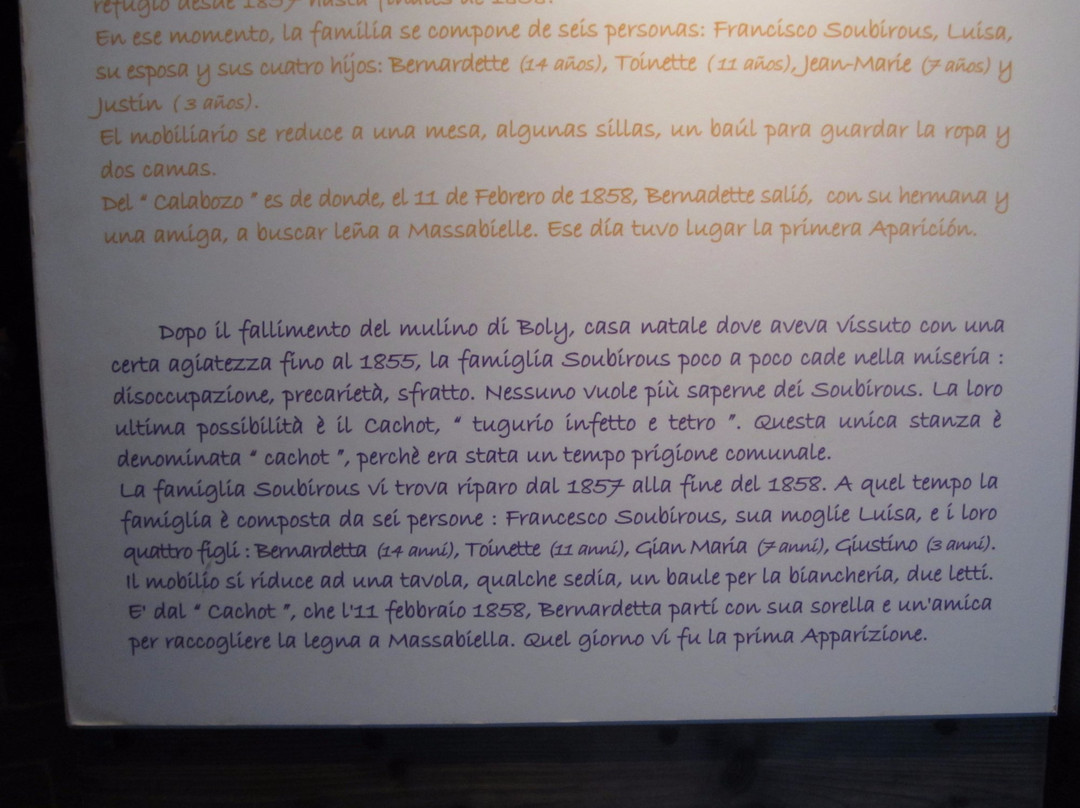 refugio desde 1857 hasta finales de 1858.
En ese momento, la familia se compone de seis personas: Francisco Soubirous, Luisa,
su esposa y sus cuatro hijos: Bernardette (14 años), Toinette (11 años), Jean-Marie (7 años) y
Justin (3 años).
El mobiliario se reduce a una mesa, algunas sillas, un baúl para guardar la ropa y
dos camas.
Del " Calabozo " es de donde, el 11 de Febrero de 1858, Bernadette salió, con su hermana y
una amiga, a buscar leña a Massabielle. Ese día tuvo lugar la primera Aparición.
Dopo il fallimento del mulino di Boly, casa natale dove aveva vissuto con una
certa agiatezza fino al 1855, la famiglia Soubirous poco a poco cade nella miseria :
disoccupazione, precarietà, sfratto. Nessuno vuole più saperne dei Soubirous. La loro
ultima possibilità è il Cachot, " tugurio infetto e tetro ". Questa unica stanza è
denominata " cachot ", perchè era stata un tempo prigione comunale.
La famiglia Soubirous vi trova riparo dal 1857 alla fine del 1858. A quel tempo la
famiglia è composta da sei persone : Francesco Soubirous, sua moglie Luisa, e i loro
quattro figli : Bernardetta (14 anni), Toinette (11 anni), Gian Maria (7 anni), Giustino (3 anni).
Il mobilio si riduce ad una tavola, qualche sedia, un baule per la biancheria, due letti.
E' dal " Cachot ", che l'11 febbraio 1858, Bernardetta partì con sua sorella e un'amica
per raccogliere la legna a Massabiella. Quel giorno vi fu la prima Apparizione.